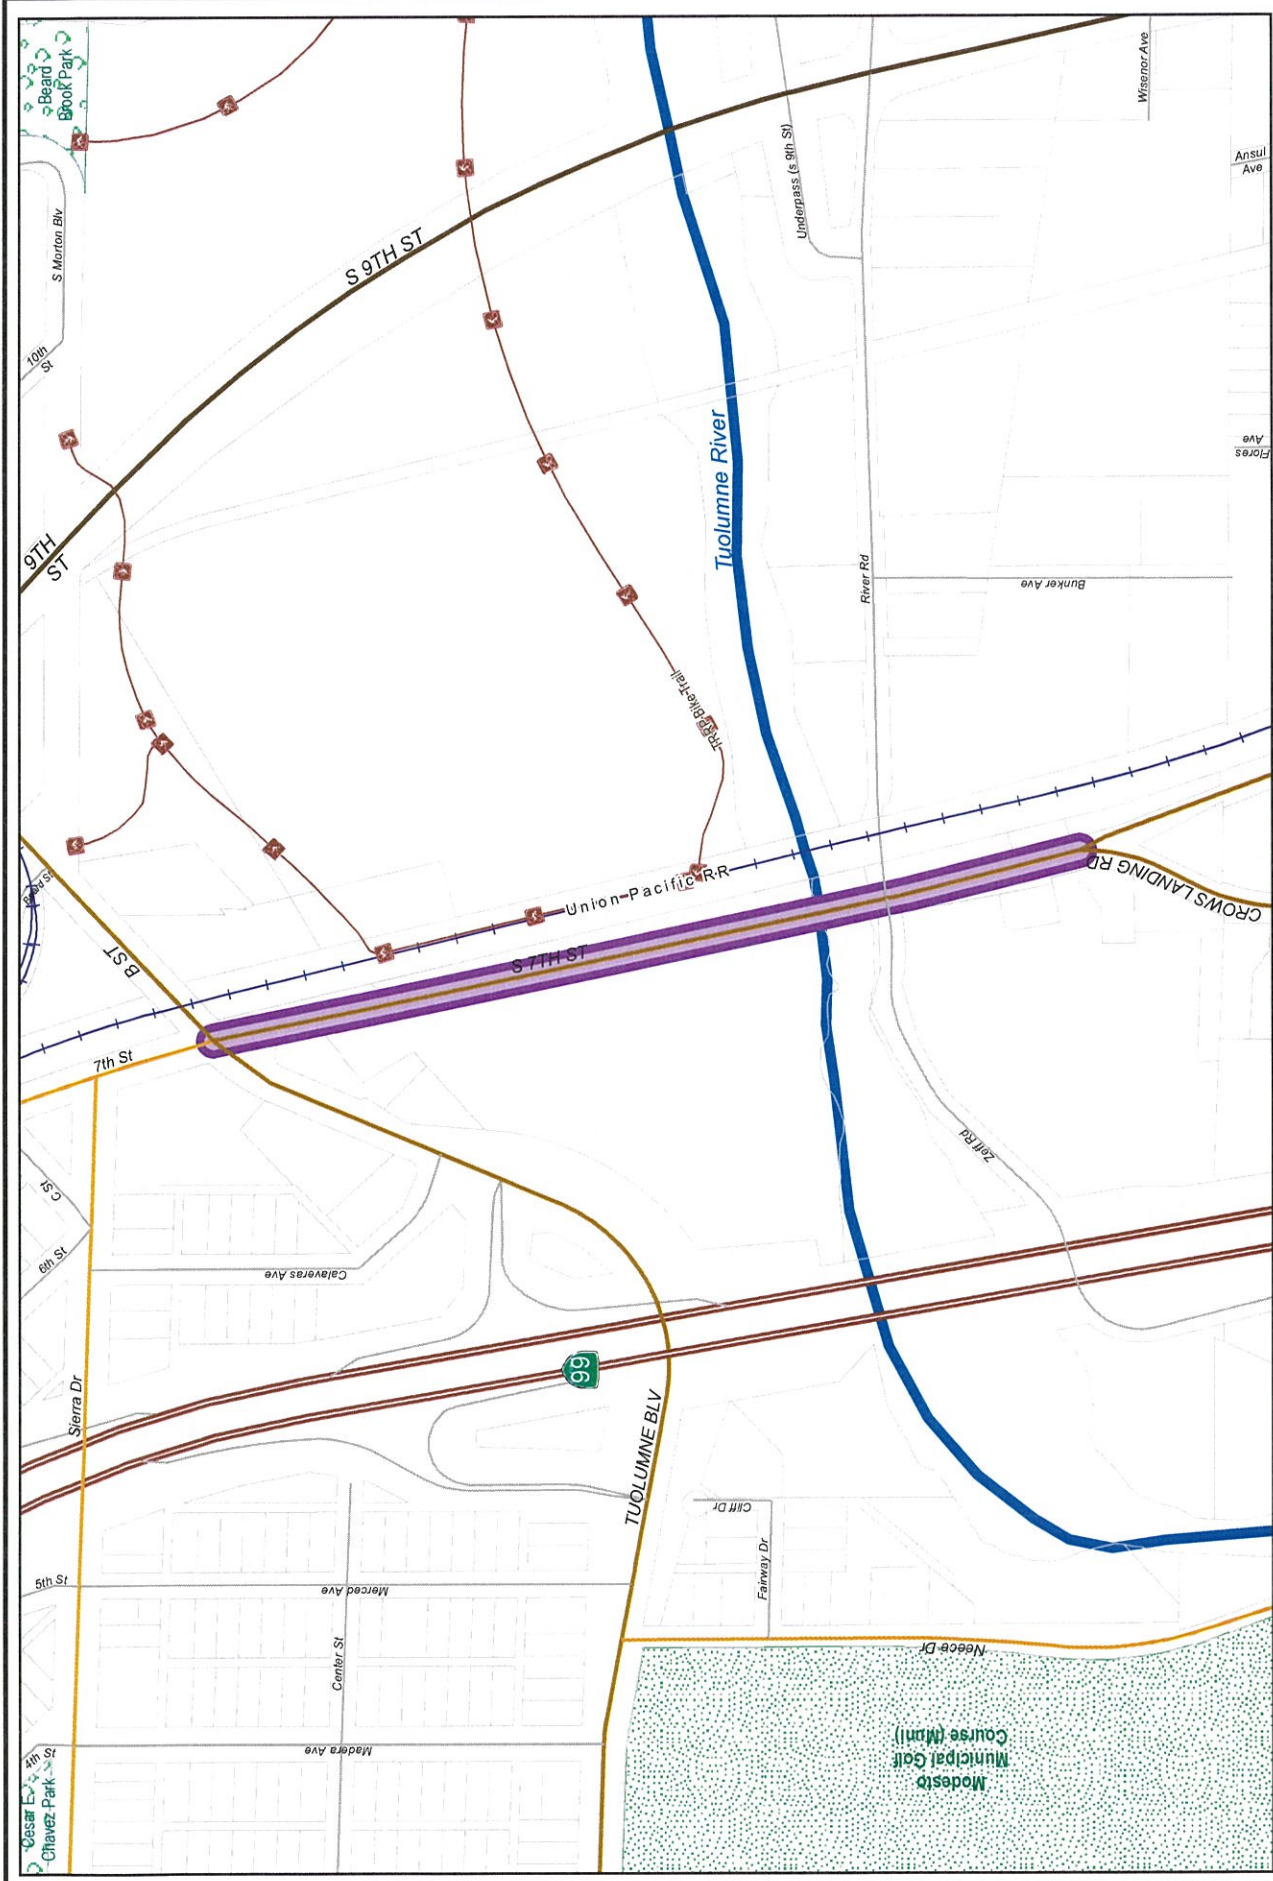 Beard
Brook Park
S Morton Blv
10th
St
S 9TH ST
9TH
ST
Wisenor Ave
Ansul
Ave
Underpass (s 9th St)
Tuolumne River
Flores
Ave
River Rd
Bunker Ave
TRRP Bike Trail
Union Pacific RR
S 7TH ST
B ST
7th St
CROWS LANDING RD
Zeff Rd
C St
6th St
Calaveras Ave
Sierra Dr
99
TUOLUMNE BLV
Cliff Dr
Fairway Dr
5th St
Merced Ave
Center St
Neece Dr
4th St
Madera Ave
Cesar E
Chavez Park
Modesto
Municipal Golf
Course (Muni)